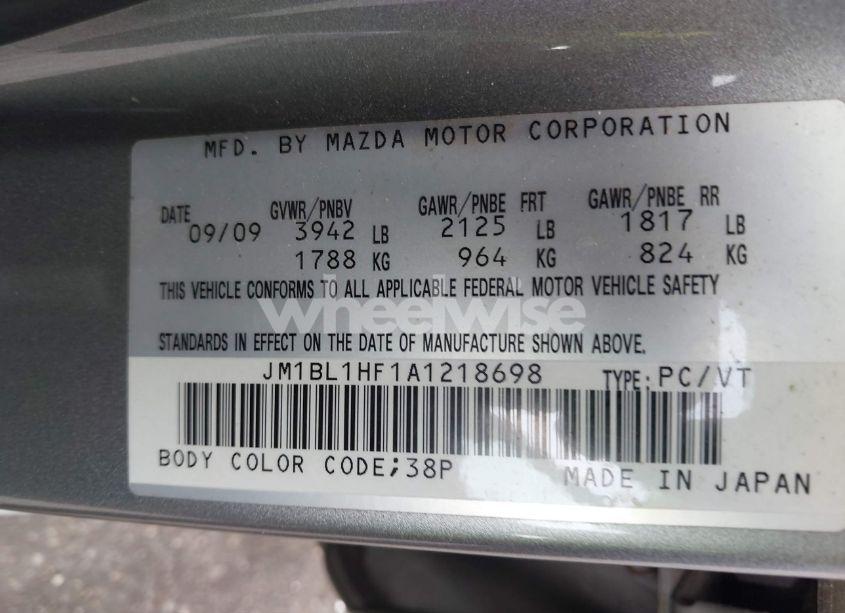 MFD. BY MAZDA MOTOR CORPORATION
DATE GVWR/PNBV GAWR/PNBE FRT GAWR/PNBE RR
09/09 3942 LB 2125 LB 1817 LB
1788 KG 964 KG 824 KG
THIS VEHICLE CONFORMS TO ALL APPLICABLE FEDERAL MOTOR VEHICLE SAFETY
wheelwise
STANDARDS IN EFFECT ON THE DATE OF MANUFACTURE SHOWN ABOVE.
JM1BL1HF1A1218698 TYPE:PC/VT
BODY COLOR CODE;38P
MADE IN JAPAN